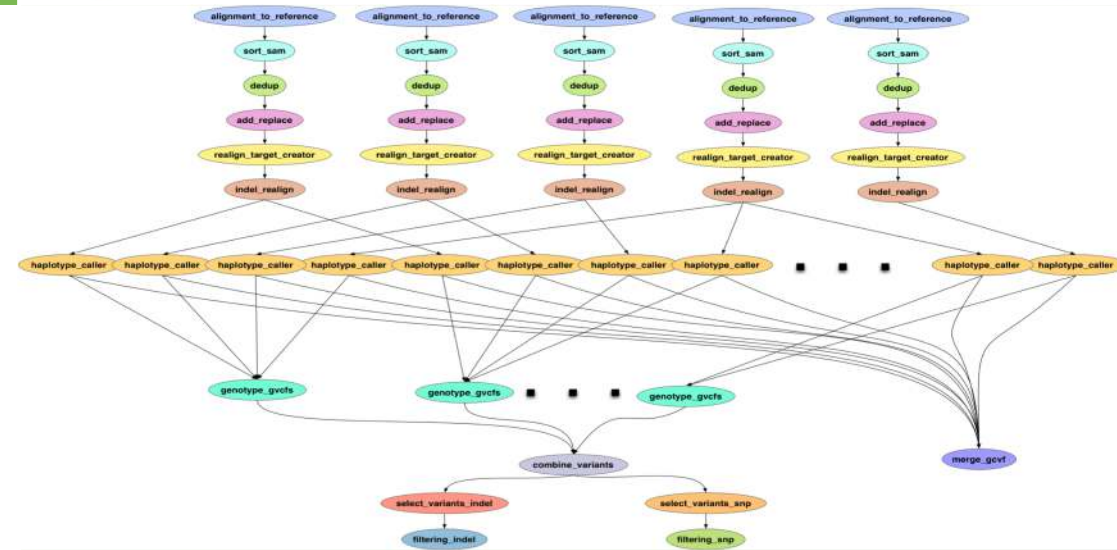 alignment_to_reference alignment_to_reference alignment_to_reference alignment_to_reference alignment_to_reference
sort_sam sort_sam sort_sam sort_sam sort_sam
dedup dedup dedup dedup dedup
add_replace add_replace add_replace add_replace add_replace
realign_target_creator realign_target_creator realign_target_creator realign_target_creator realign_target_creator
indel_realign indel_realign indel_realign indel_realign indel_realign
haplotype_caller haplotype_caller haplotype_caller haplotype_caller haplotype_caller haplotype_caller haplotype_caller haplotype_caller haplotype_caller haplotype_caller
genotype_gvcfs genotype_gvcfs genotype_gvcfs
combine_variants merge_gcvf
select_variants_indel select_variants_snp
filtering_indel filtering_snp